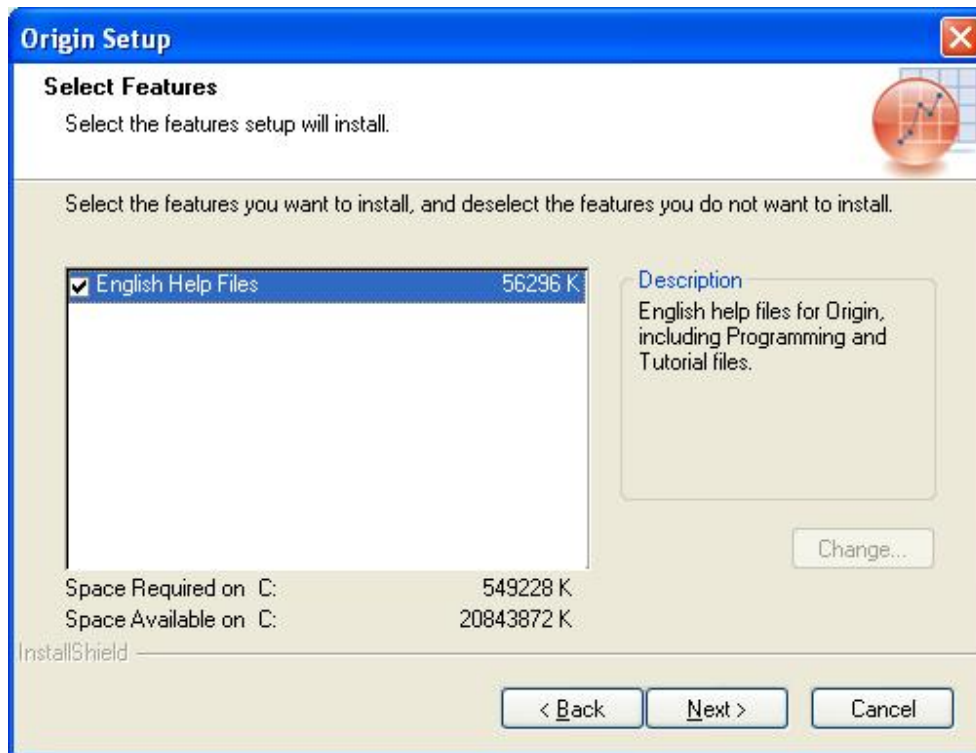 Origin Setup
Select Features
Select the features setup will install.
Select the features you want to install, and deselect the features you do not want to install.
English Help Files 56296 K
Description
English help files for Origin,
including Programming and
Tutorial files.
Change...
Space Required on C: 549228 K
Space Available on C: 20843872 K
InstallShield
< Back Next > Cancel